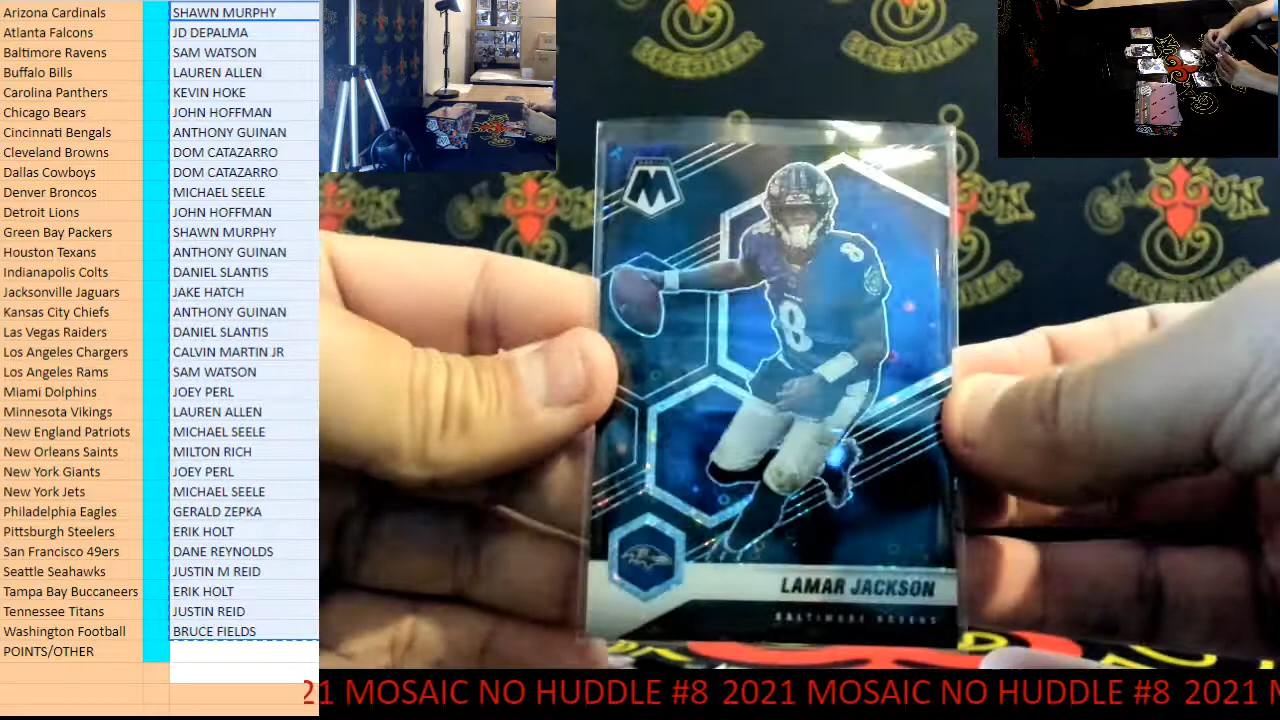 Arizona Cardinals SHAWN MURPHY
Atlanta Falcons JD DEPALMA
Baltimore Ravens SAM WATSON
Buffalo Bills LAUREN ALLEN
Carolina Panthers KEVIN HOKE
Chicago Bears JOHN HOFFMAN
Cincinnati Bengals ANTHONY GUINAN
Cleveland Browns DOM CATAZARRO
Dallas Cowboys DOM CATAZARRO
Denver Broncos MICHAEL SEELE
Detroit Lions JOHN HOFFMAN
Green Bay Packers SHAWN MURPHY
Houston Texans ANTHONY GUINAN
Indianapolis Colts DANIEL SLANTIS
Jacksonville Jaguars JAKE HATCH
Kansas City Chiefs ANTHONY GUINAN
Las Vegas Raiders DANIEL SLANTIS
Los Angeles Chargers CALVIN MARTIN JR
Los Angeles Rams SAM WATSON
Miami Dolphins JOEY PERL
Minnesota Vikings LAUREN ALLEN
New England Patriots MICHAEL SEELE
New Orleans Saints MILTON RICH
New York Giants JOEY PERL
New York Jets MICHAEL SEELE
Philadelphia Eagles GERALD ZEPKA
Pittsburgh Steelers ERIK HOLT
San Francisco 49ers DANE REYNOLDS
Seattle Seahawks JUSTIN M REID
Tampa Bay Buccaneers ERIK HOLT
Tennessee Titans JUSTIN REID
Washington Football BRUCE FIELDS
POINTS/OTHER
M
8
8
LAMAR JACKSON
BALTIMORE RAVENS
21 MOSAIC NO HUDDLE #8 2021 MOSAIC NO HUDDLE #8 2021 M